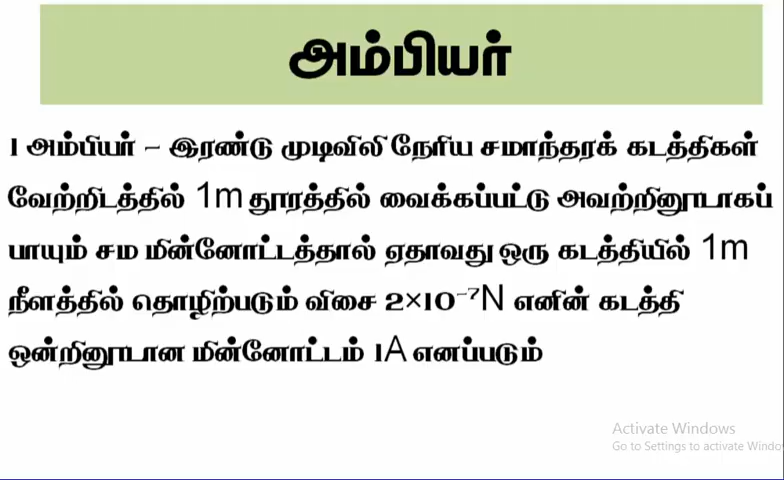 அம்பியர்
1 அம்பியர் – இரண்டு முடிவிலி நேரிய சமாந்தரக் கடத்திகள்
வேற்றிடத்தில் 1m தூரத்தில் வைக்கப்பட்டு அவற்றினூடாகப்
பாயும் சம மின்னோட்டத்தால் ஏதாவது ஒரு கடத்தியில் 1m
நீளத்தில் தொழிற்படும் விசை 2×10⁻⁷N எனின் கடத்தி
ஒன்றினூடான மின்னோட்டம் 1A எனப்படும்
Activate Windows
Go to Settings to activate Windo